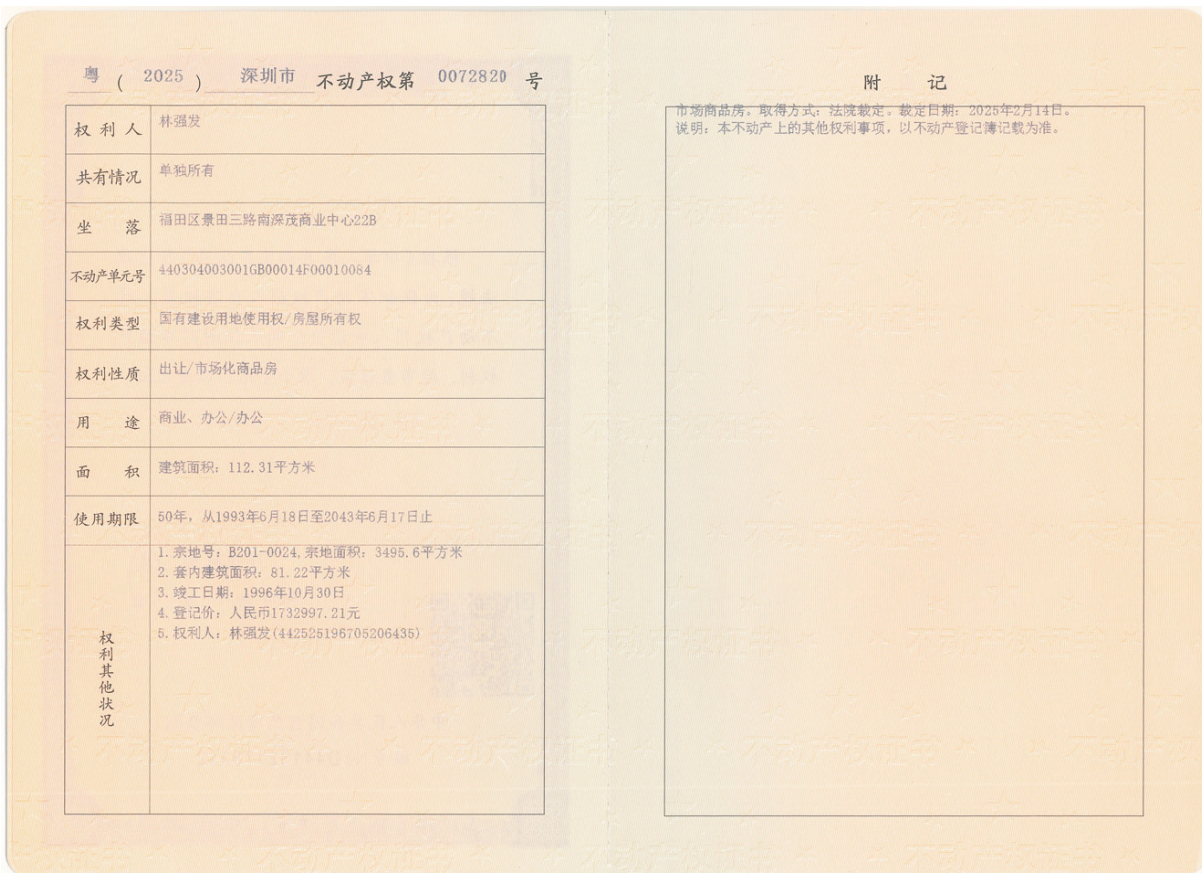 粤(2025)深圳市不动产权第0072820号
权利人 林强发
共有情况 单独所有
坐落 福田区景田三路南深茂商业中心22B
不动产单元号 440304003001GB00014F00010084
权利类型 国有建设用地使用权/房屋所有权
权利性质 出让/市场化商品房
用途 商业、办公/办公
面积 建筑面积：112.31平方米
使用期限 50年，从1993年6月18日至2043年6月17日止
权利其他状况
1.宗地号：B201-0024,宗地面积：3495.6平方米
2.套内建筑面积：81.22平方米
3.竣工日期：1996年10月30日
4.登记价：人民币1732997.21元
5.权利人：林强发(442525196705206435)
附记
市场商品房。取得方式：法院裁定。裁定日期：2025年2月14日。
说明：本不动产上的其他权利事项，以不动产登记簿记载为准。
不动产权证书